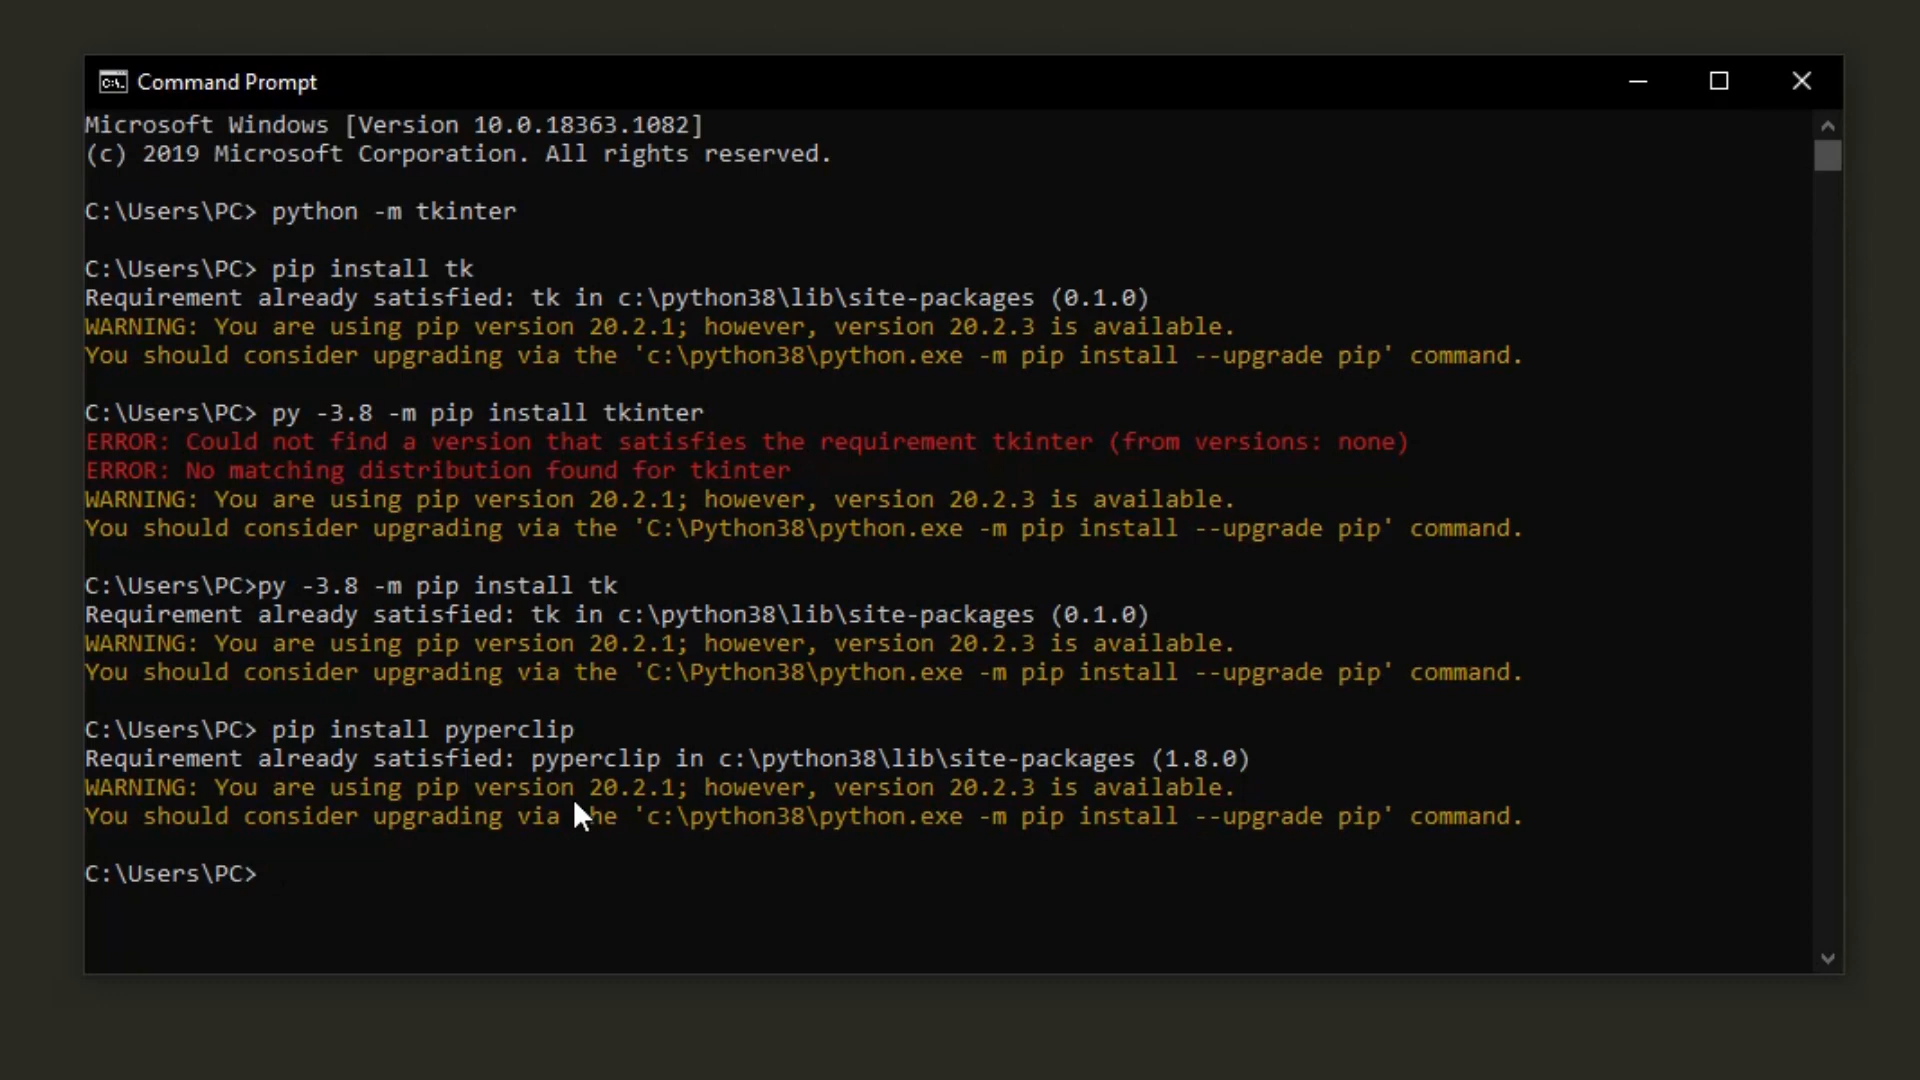 Command Prompt
Microsoft Windows [Version 10.0.18363.1082]
(c) 2019 Microsoft Corporation. All rights reserved.
C:\Users\PC> python -m tkinter
C:\Users\PC> pip install tk
Requirement already satisfied: tk in c:\python38\lib\site-packages (0.1.0)
WARNING: You are using pip version 20.2.1; however, version 20.2.3 is available.
You should consider upgrading via the 'c:\python38\python.exe -m pip install --upgrade pip' command.
C:\Users\PC> py -3.8 -m pip install tkinter
ERROR: Could not find a version that satisfies the requirement tkinter (from versions: none)
ERROR: No matching distribution found for tkinter
WARNING: You are using pip version 20.2.1; however, version 20.2.3 is available.
You should consider upgrading via the 'C:\Python38\python.exe -m pip install --upgrade pip' command.
C:\Users\PC>py -3.8 -m pip install tk
Requirement already satisfied: tk in c:\python38\lib\site-packages (0.1.0)
WARNING: You are using pip version 20.2.1; however, version 20.2.3 is available.
You should consider upgrading via the 'C:\Python38\python.exe -m pip install --upgrade pip' command.
C:\Users\PC> pip install pyperclip
Requirement already satisfied: pyperclip in c:\python38\lib\site-packages (1.8.0)
WARNING: You are using pip version 20.2.1; however, version 20.2.3 is available.
You should consider upgrading via the 'c:\python38\python.exe -m pip install --upgrade pip' command.
C:\Users\PC>